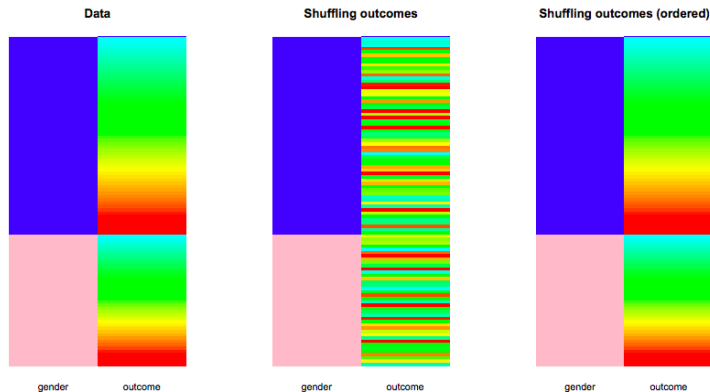 Data
Shuffling outcomes
Shuffling outcomes (ordered)
gender outcome
gender outcome
gender outcome